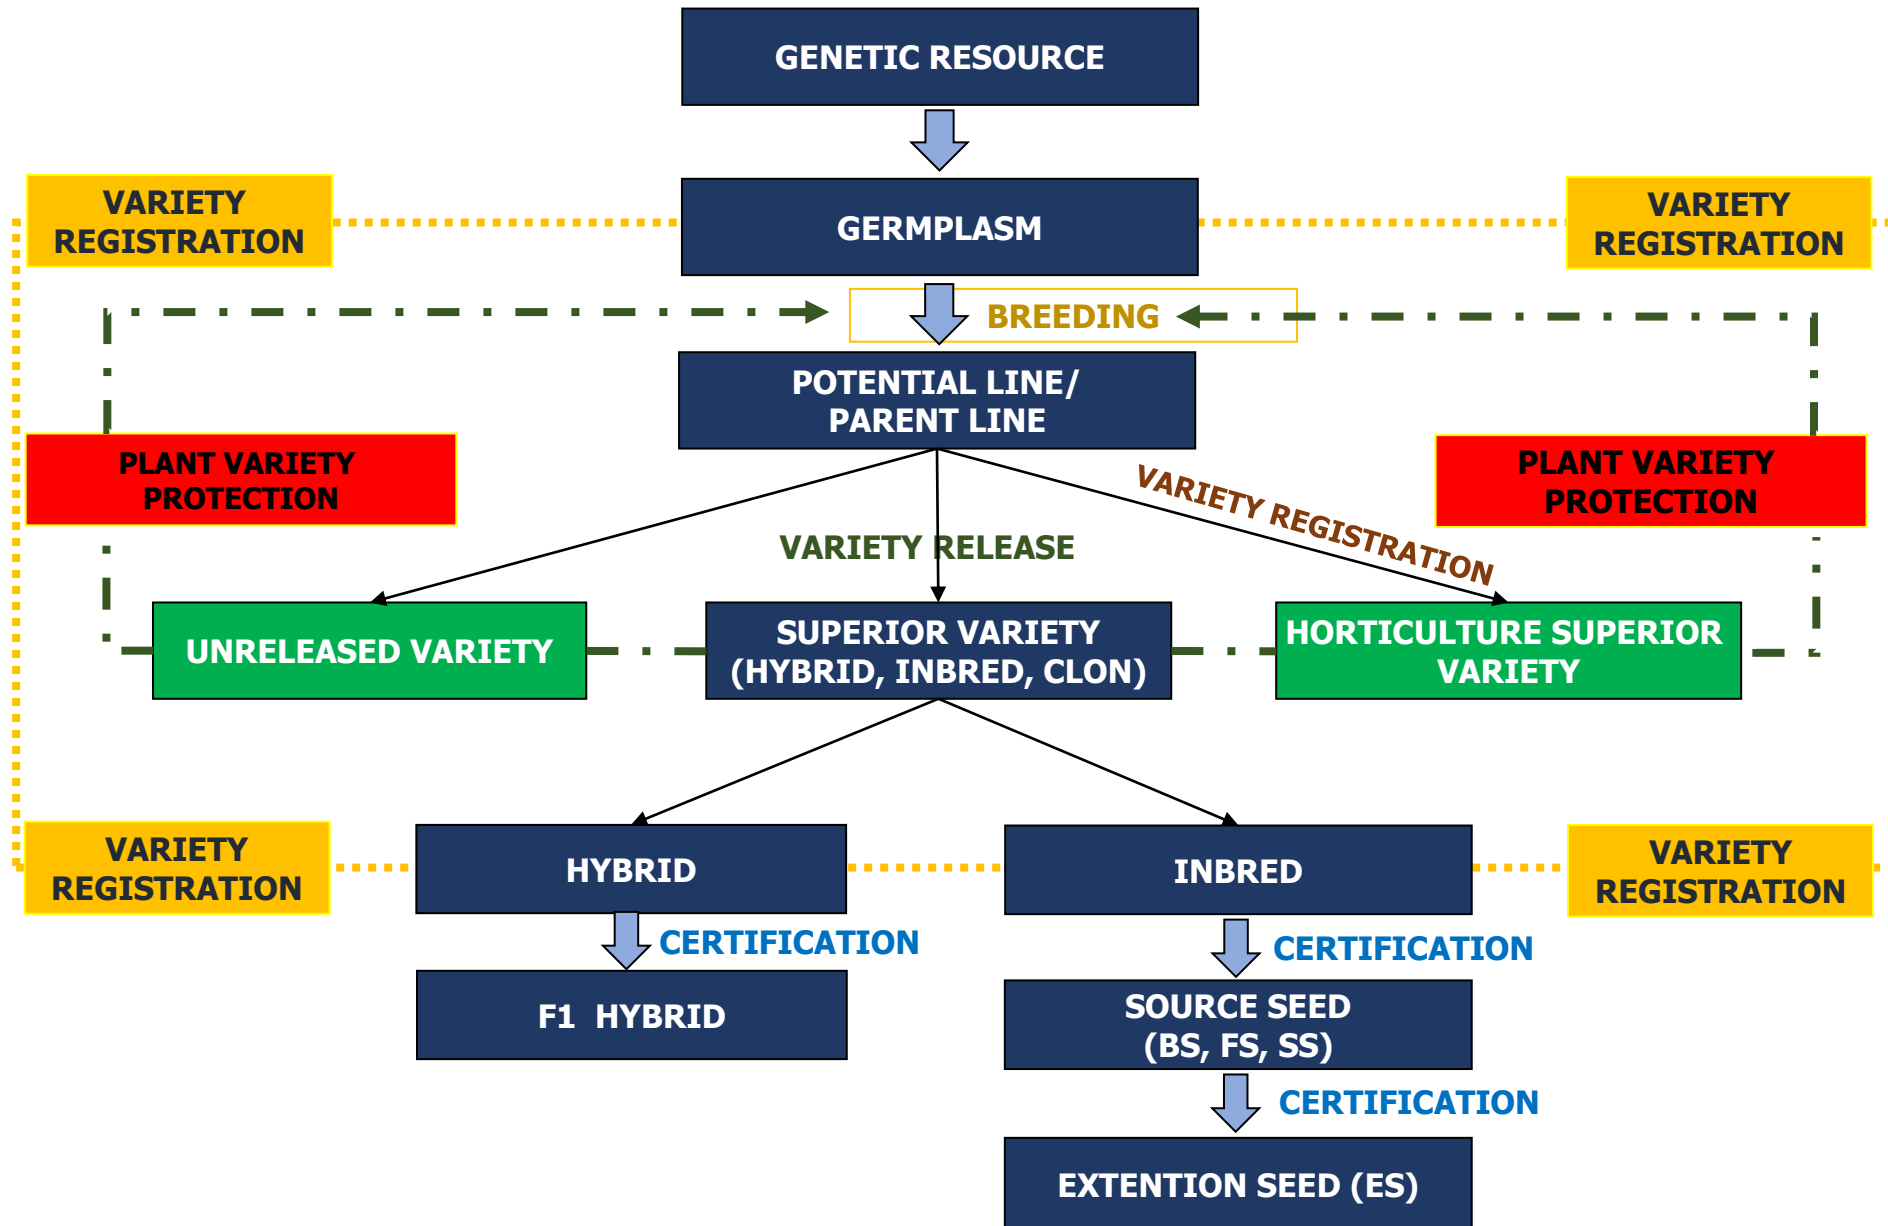 GENETIC RESOURCE
VARIETY
REGISTRATION
GERMPLASM
VARIETY
REGISTRATION
BREEDING
POTENTIAL LINE/
PARENT LINE
PLANT VARIETY
PROTECTION
PLANT VARIETY
PROTECTION
VARIETY REGISTRATION
VARIETY RELEASE
UNRELEASED VARIETY
SUPERIOR VARIETY
(HYBRID, INBRED, CLON)
HORTICULTURE SUPERIOR
VARIETY
VARIETY
REGISTRATION
HYBRID
INBRED
VARIETY
REGISTRATION
CERTIFICATION
CERTIFICATION
F1  HYBRID
SOURCE SEED
(BS, FS, SS)
CERTIFICATION
EXTENTION SEED (ES)